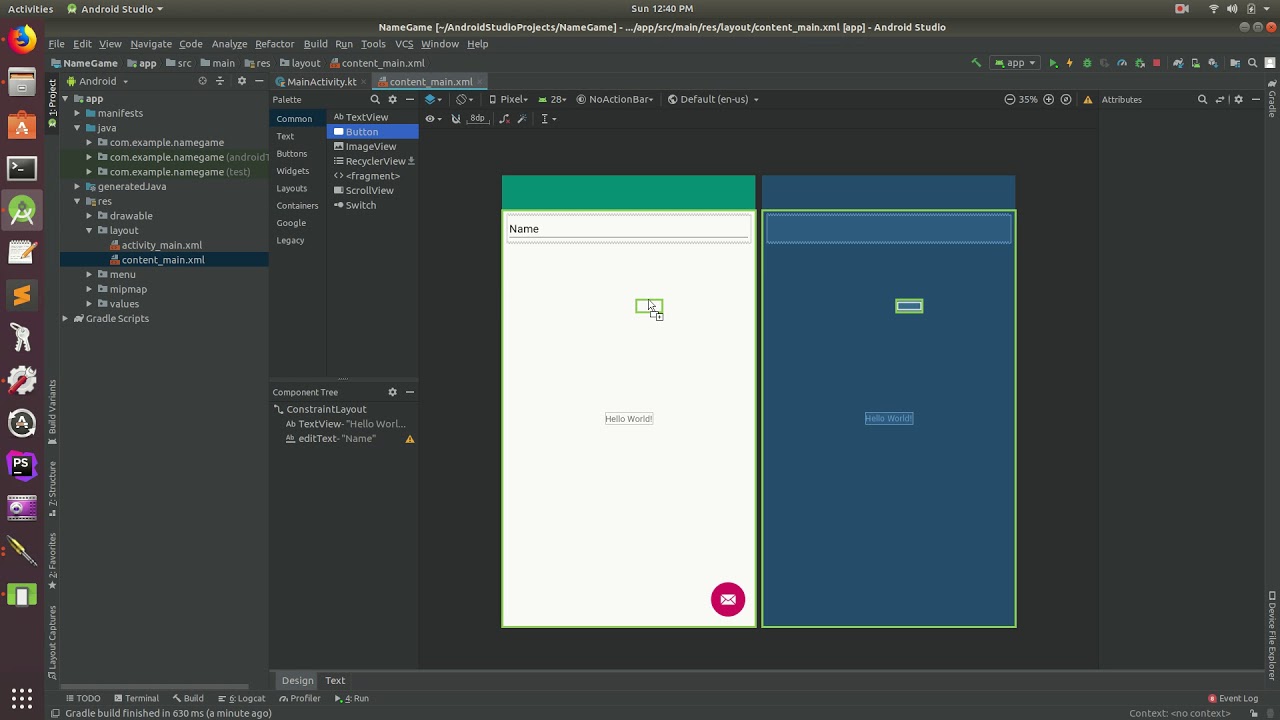 Activities Android Studio Sun 12:40 PM
NameGame [~/AndroidStudioProjects/NameGame] - .../app/src/main/res/layout/content_main.xml [app] - Android Studio
File Edit View Navigate Code Analyze Refactor Build Run Tools VCS Window Help
NameGame app src main res layout content_main.xml app
1: Project
Build Variants
7: Structure
2: Favorites
Layout Captures
Android
app
manifests
java
com.example.namegame
com.example.namegame (androidT
com.example.namegame (test)
generatedJava
res
drawable
layout
activity_main.xml
content_main.xml
menu
mipmap
values
Gradle Scripts
MainActivity.kt content_main.xml
Palette
Common
Text
Buttons
Widgets
Layouts
Containers
Google
Legacy
TextView
Button
ImageView
RecyclerView
<fragment>
ScrollView
Switch
Component Tree
ConstraintLayout
Ab TextView- "Hello Worl...
Ab editText- "Name"
Pixel 28 NoActionBar Default (en-us) 35%
8dp
Name
Hello World!
Hello World!
Attributes
Gradle
Device File Explorer
Design Text
TODO Terminal Build 6: Logcat Profiler 4: Run 8 Event Log
Gradle build finished in 630 ms (a minute ago) Context: <no context>
PS